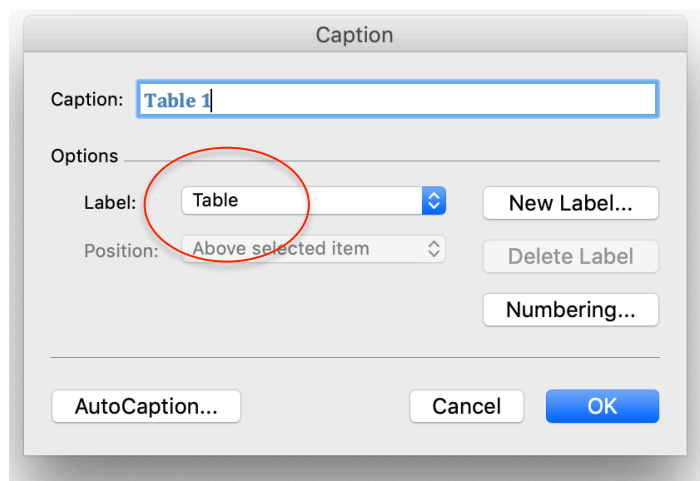 Caption
Caption: Table 1
Options
Label: Table New Label...
Position: Above selected item Delete Label
Numbering...
AutoCaption... Cancel OK